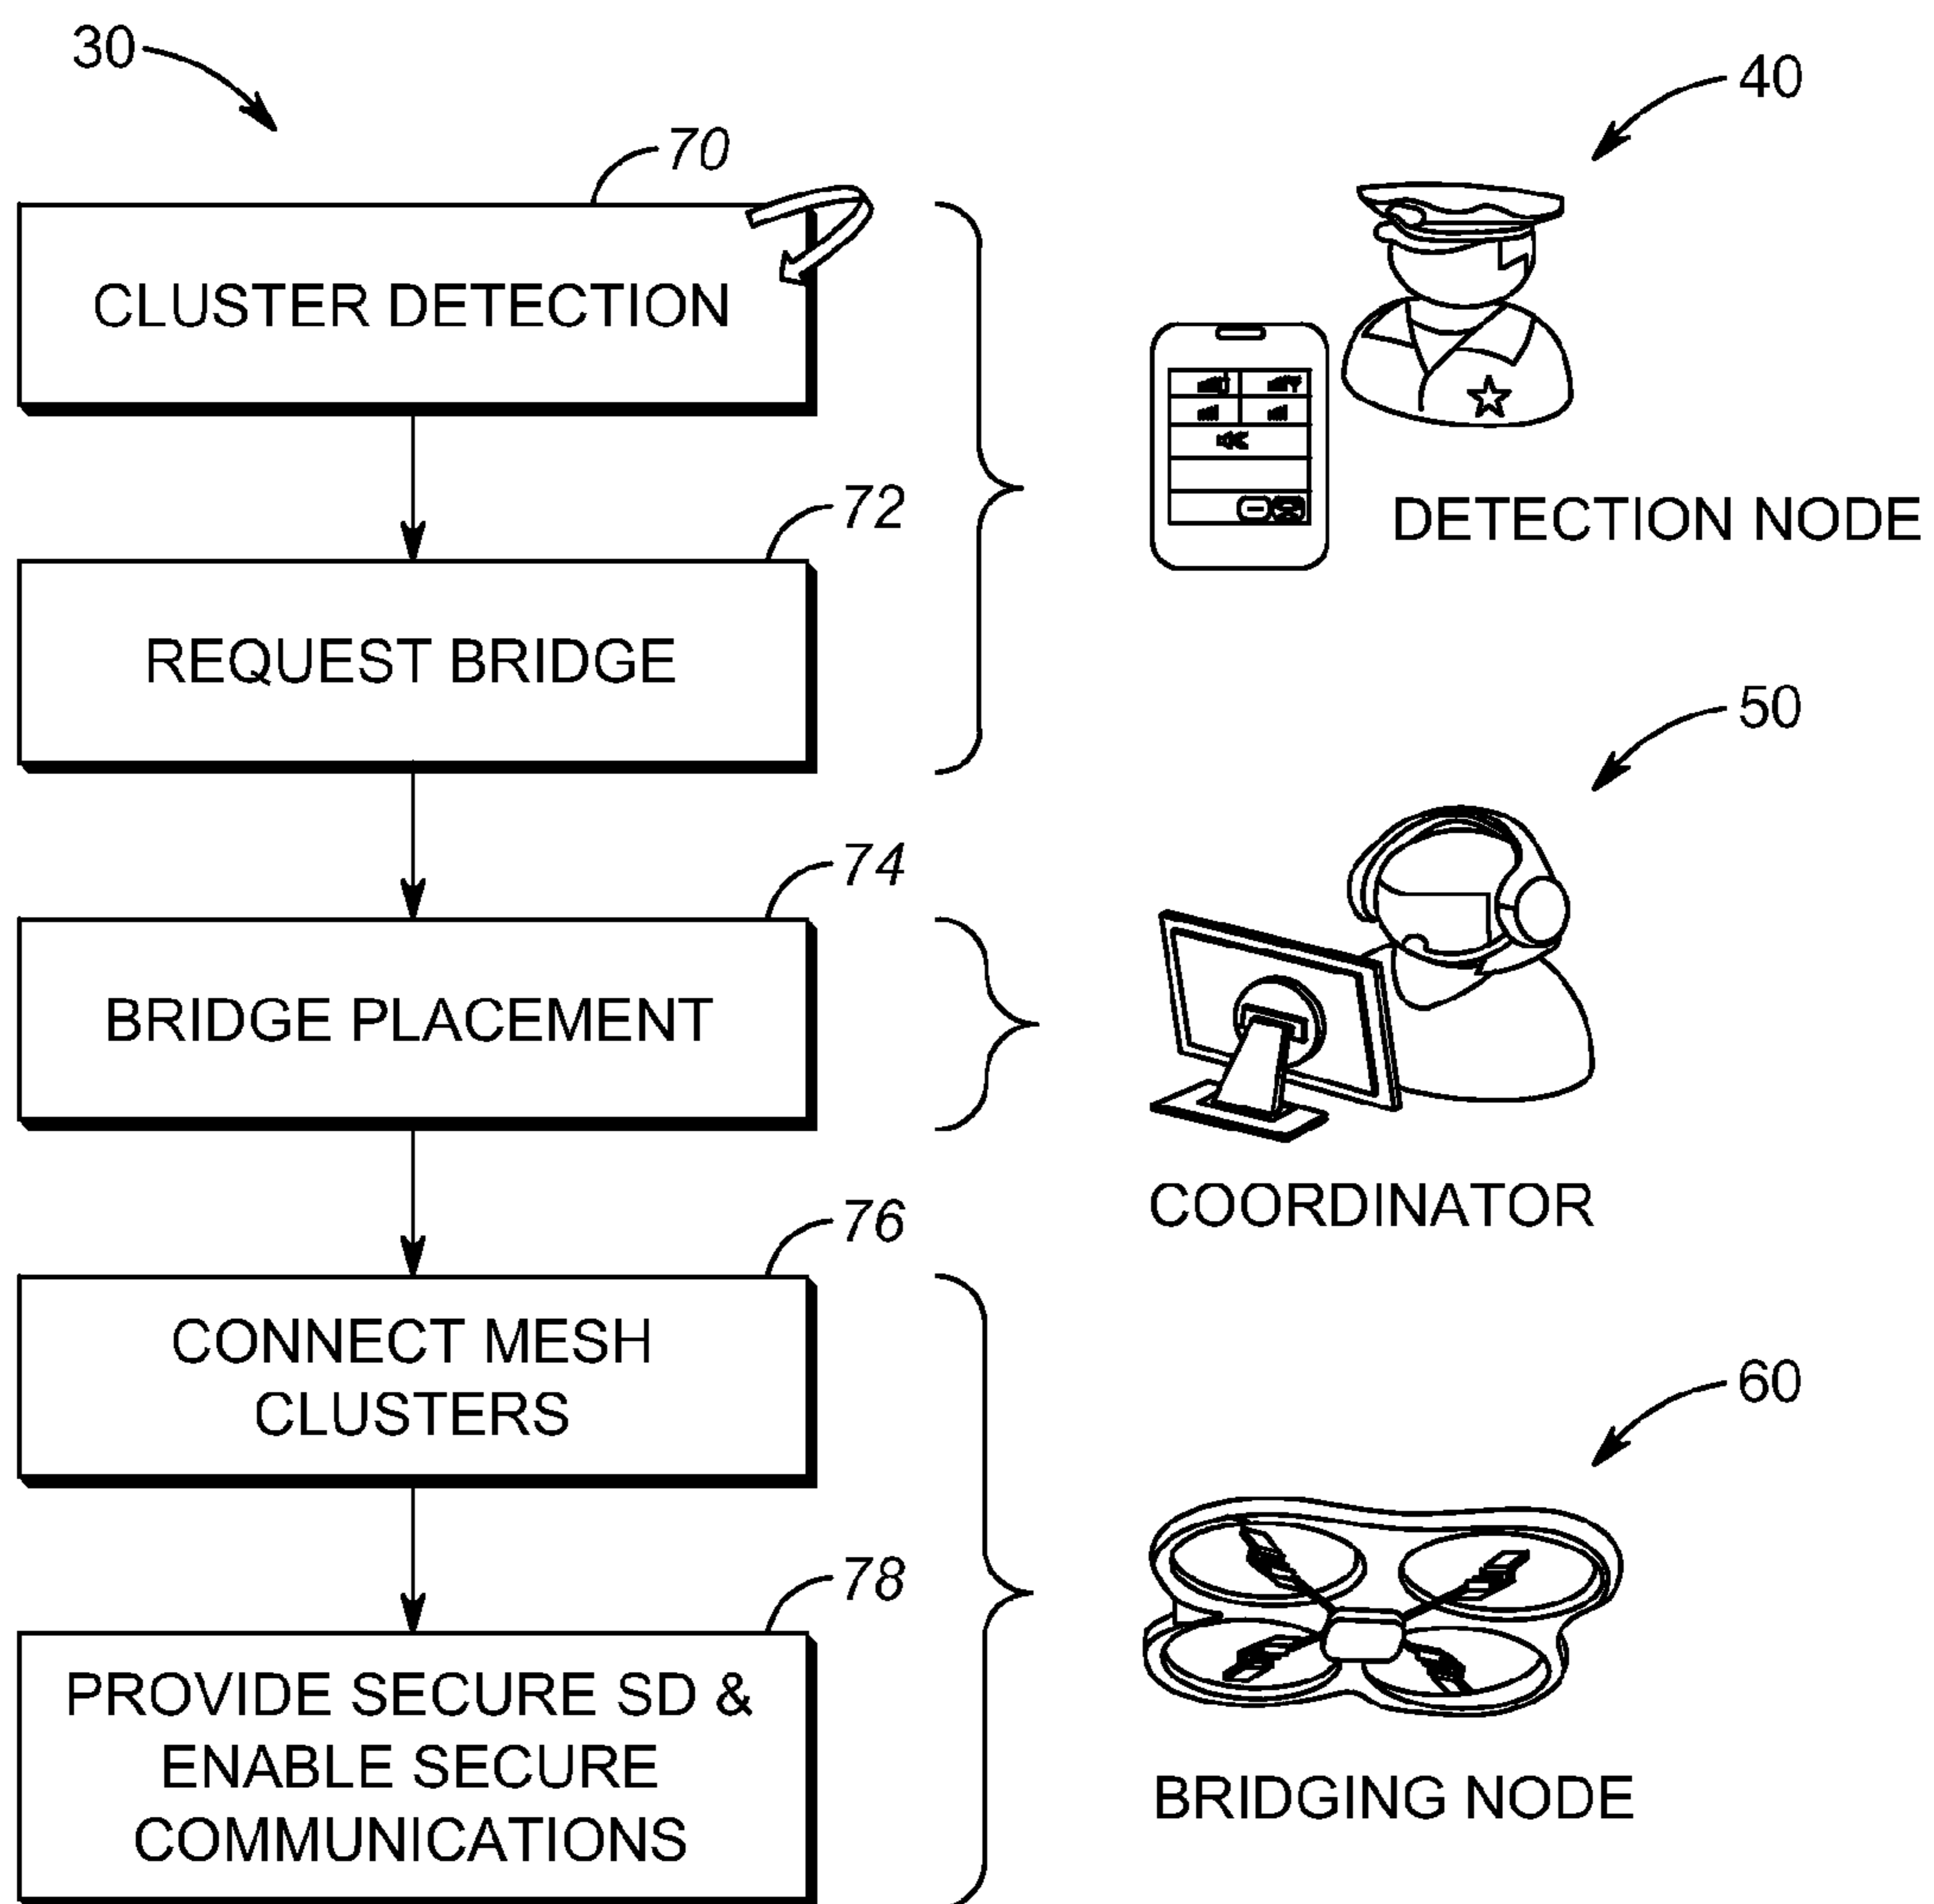 30
40
70
CLUSTER DETECTION
72
DETECTION NODE
REQUEST BRIDGE
50
74
BRIDGE PLACEMENT
COORDINATOR
76
CONNECT MESH
CLUSTERS
60
78
PROVIDE SECURE SD &
ENABLE SECURE
COMMUNICATIONS
BRIDGING NODE